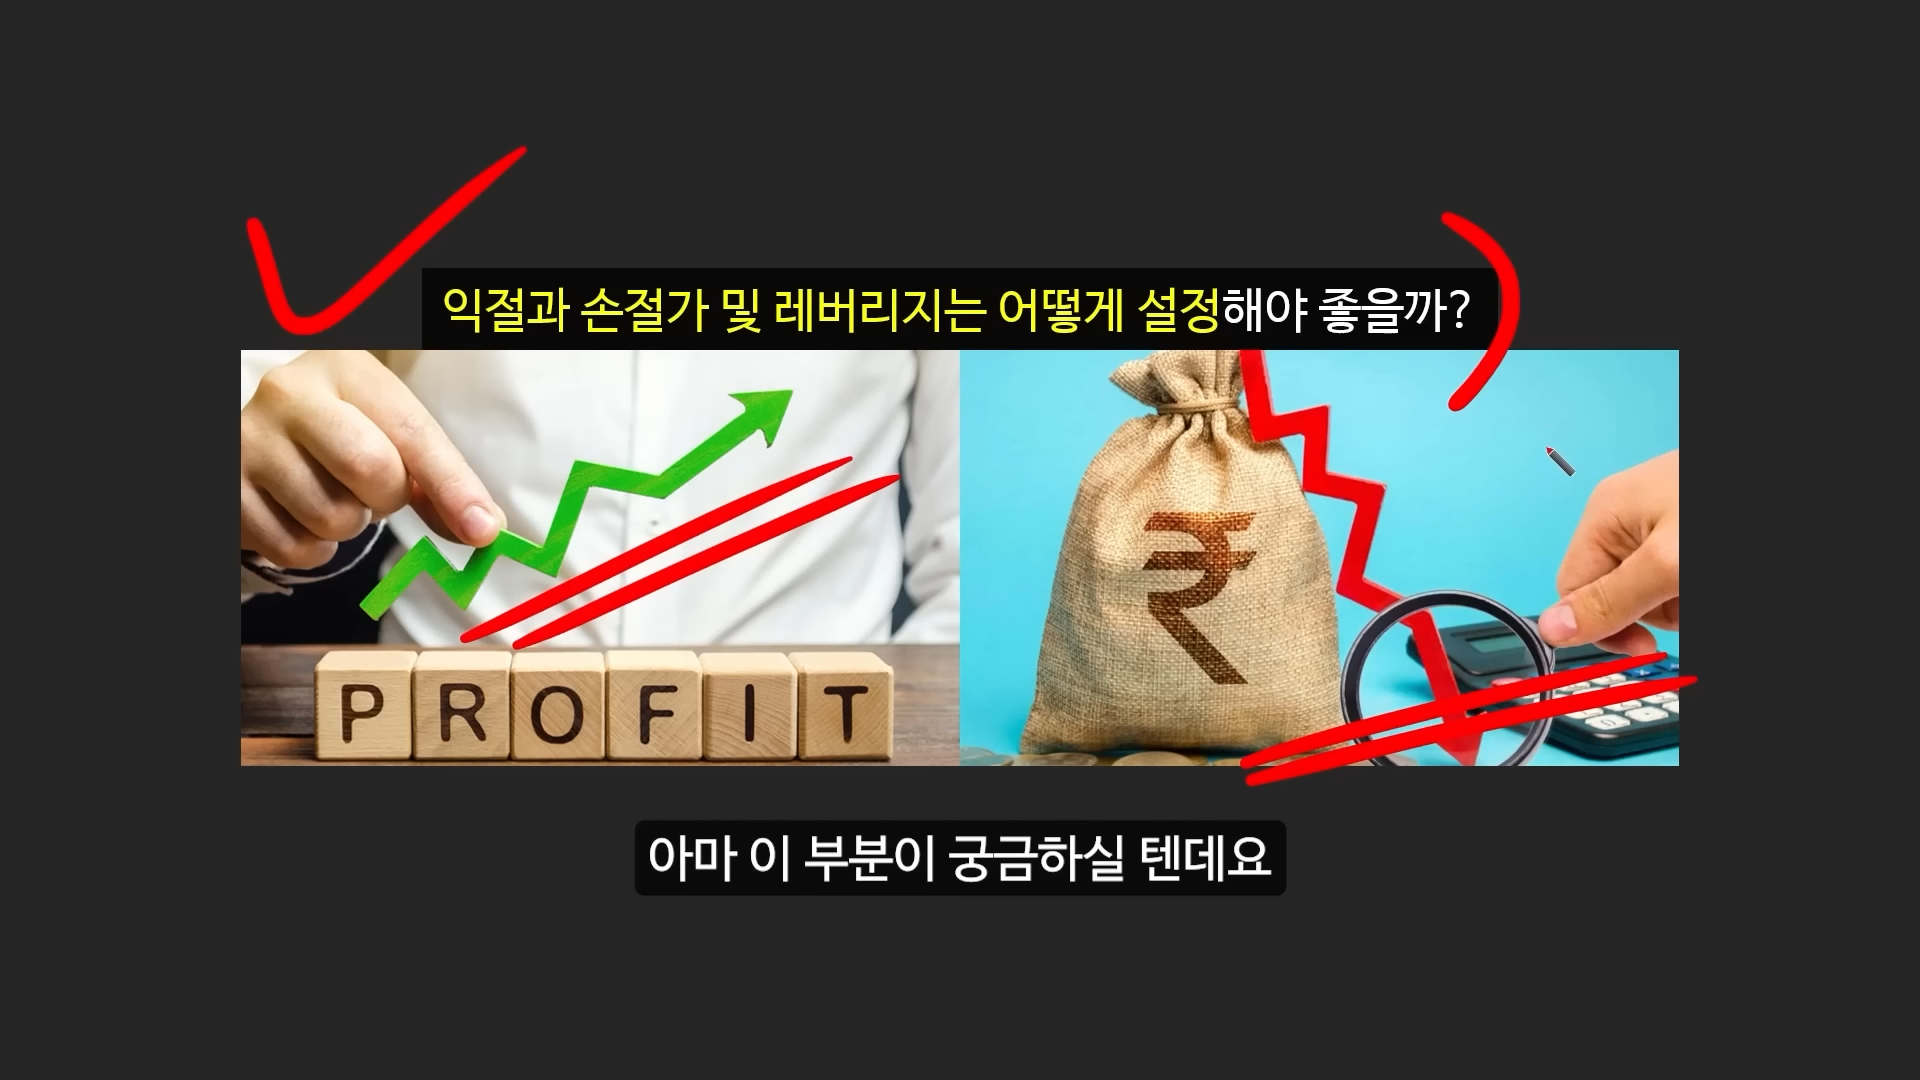 익절과 손절가 및 레버리지는 어떻게 설정해야 좋을까?
PROFIT
₹
아마 이 부분이 궁금하실 텐데요